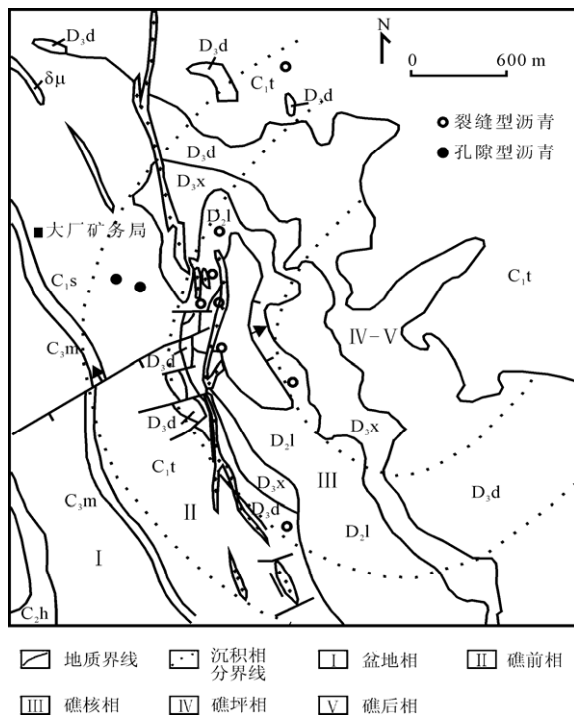 D₃d
D₃d
N
δμ
C₁t
0 600 m
D₃d
裂缝型沥青
孔隙型沥青
D₃d
D₃x
D₂l
大厂矿务局
C₁s
C₁t
C₃m
IV-V
D₃d
D₃d
D₂l
D₃x
C₁t
D₃x
III
D₃d
C₃m
II
D₃d
D₂l
I
C₂h
地质界线
沉积相
分界线
I 盆地相
II 礁前相
III 礁核相
IV 礁坪相
V 礁后相